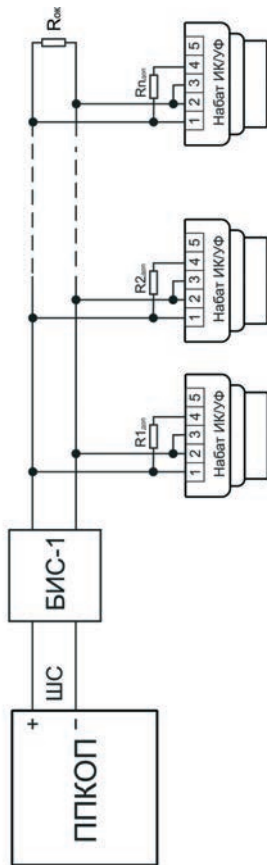 ППКОП
+
ШС
–
БИС-1
Rок
R1доп
R2доп
Rnдоп
1 2 3 4 5
Набат ИК/УФ
1 2 3 4 5
Набат ИК/УФ
1 2 3 4 5
Набат ИК/УФ